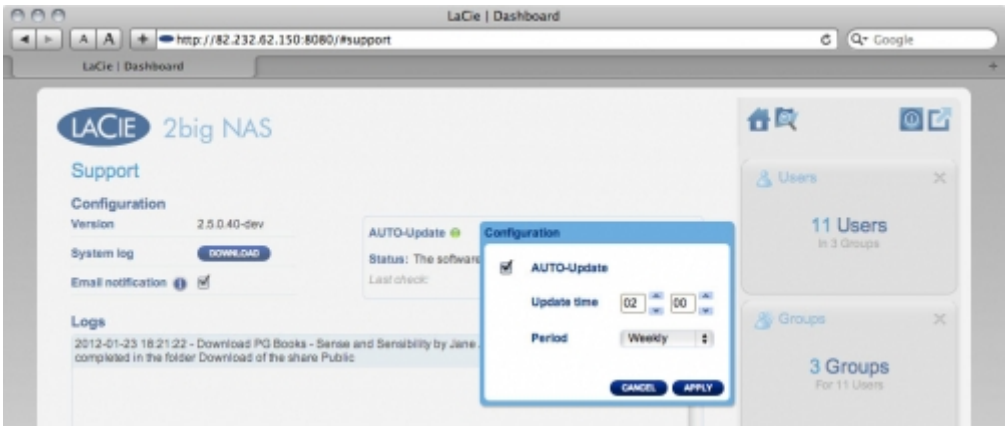 LaCie | Dashboard
A A + http://82.232.62.150:8080/#support Google
LaCie | Dashboard
LACIE 2big NAS
Support
Configuration
Version 2.5.0.40-dev
System log DOWNLOAD
Email notification
AUTO-Update
Status: The software
Last check:
Logs
2012-01-23 18:21:22 - Download PG Books - Sense and Sensibility by Jane
completed in the folder Download of the share Public
Configuration
AUTO-Update
Update time 02 00
Period Weekly
CANCEL APPLY
Users
11 Users
In 3 Groups
Groups
3 Groups
For 11 Users